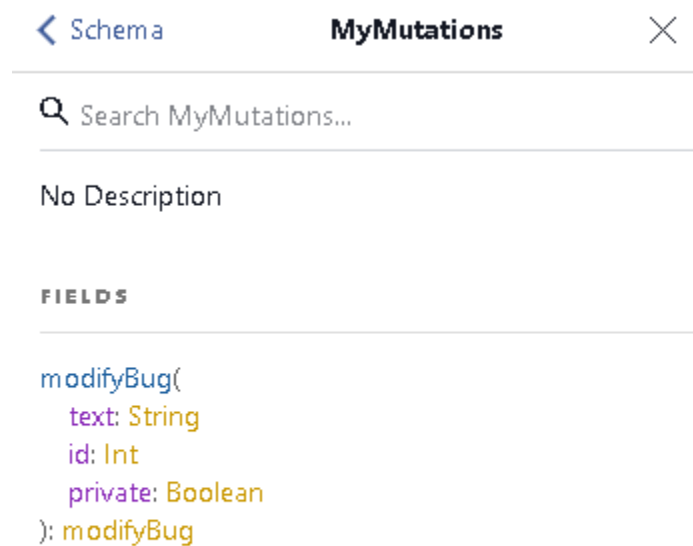 Schema
MyMutations
Search MyMutations...
No Description
FIELDS
modifyBug(
text: String
id: Int
private: Boolean
): modifyBug